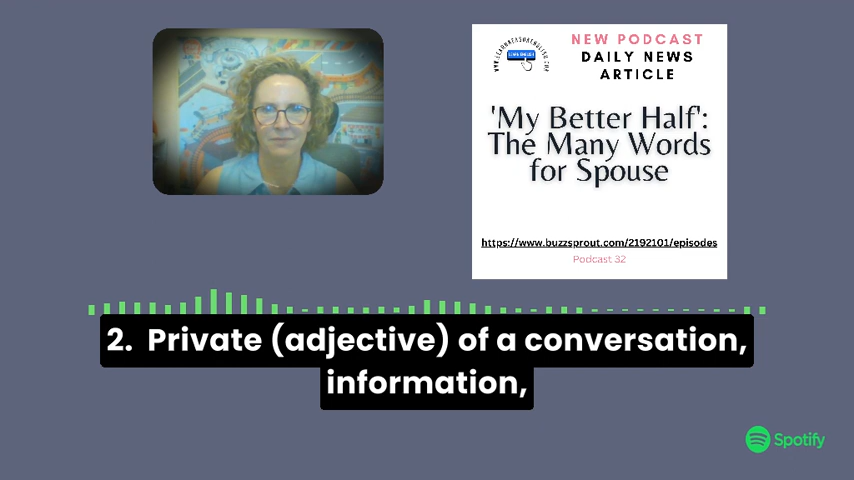 NEW PODCAST
DAILY NEWS
ARTICLE
'My Better Half':
The Many Words
for Spouse
https://www.buzzsprout.com/2192101/episodes
Podcast 32
2. Private (adjective) of a conversation,
information,
Spotify